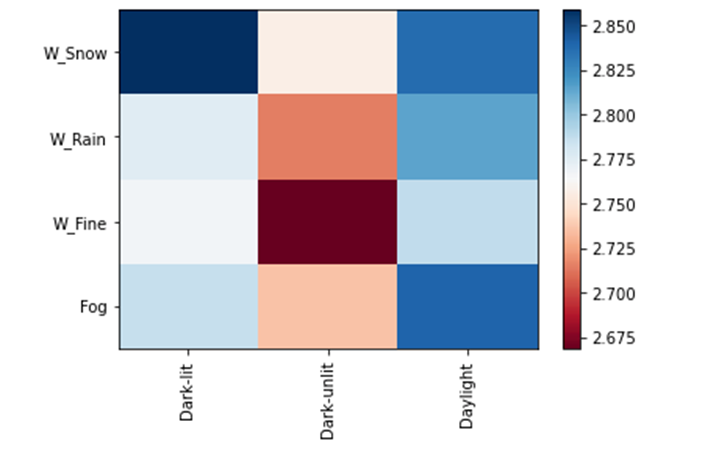 W_Snow
W_Rain
W_Fine
Fog
Dark-lit
Dark-unlit
Daylight
2.850
2.825
2.800
2.775
2.750
2.725
2.700
2.675